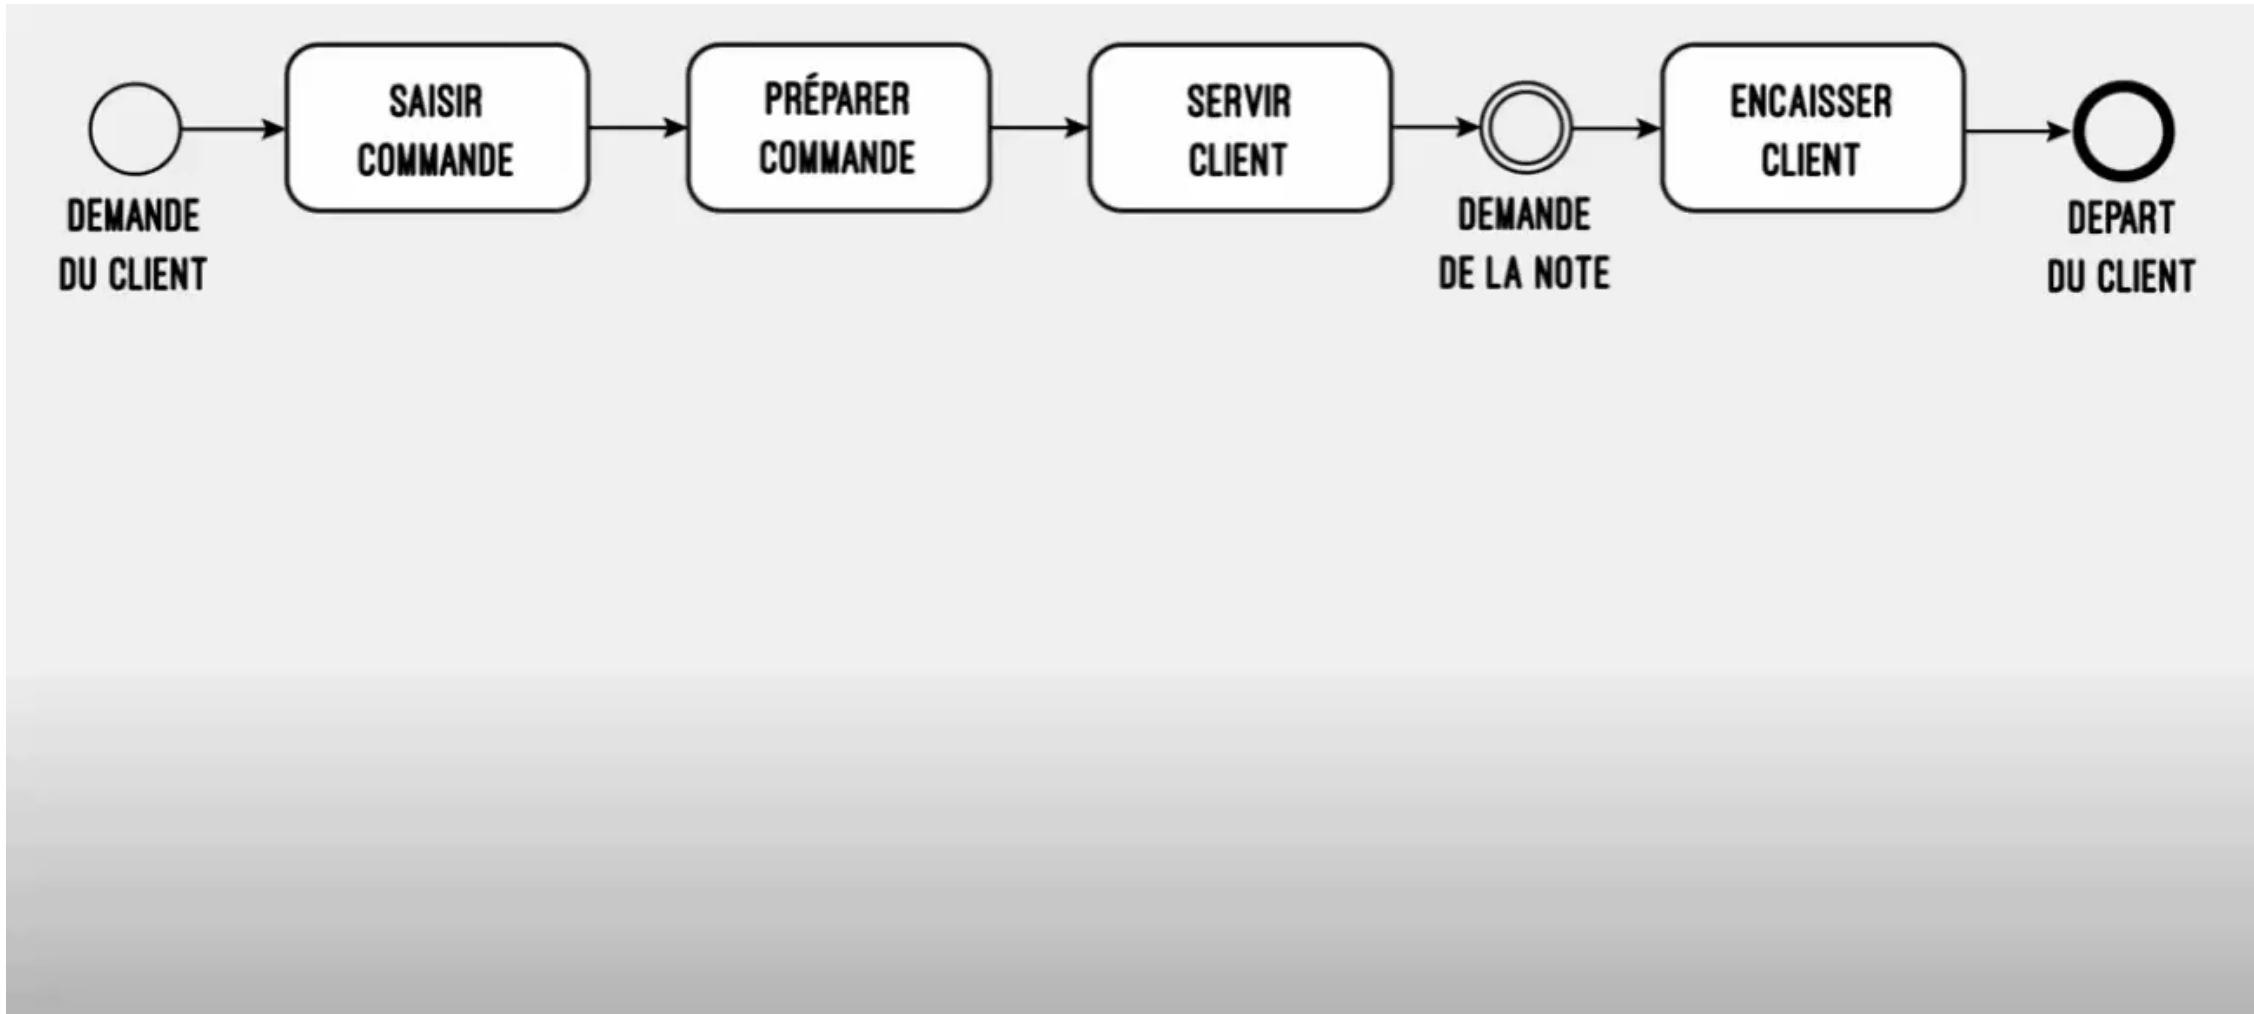 SAISIR
COMMANDE
PRÉPARER
COMMANDE
SERVIR
CLIENT
ENCAISSER
CLIENT
DEMANDE
DU CLIENT
DEMANDE
DE LA NOTE
DEPART
DU CLIENT